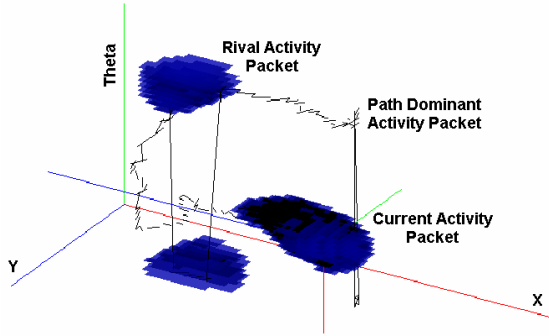 Rival Activity
Packet
Theta
Path Dominant
Activity Packet
Current Activity
Packet
Y
X